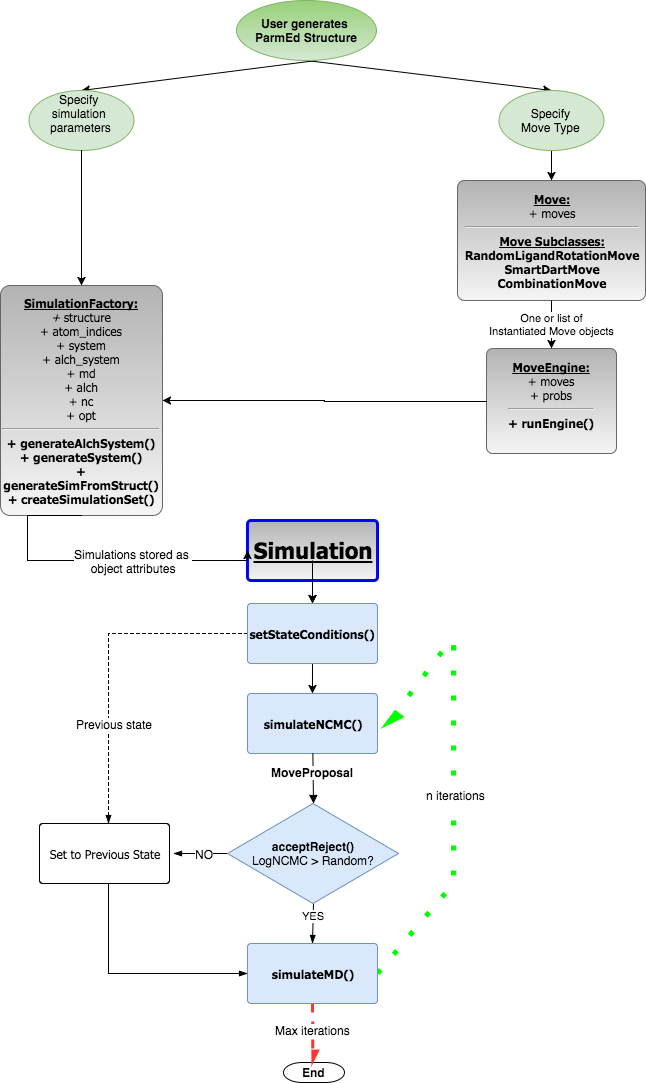 User generates
ParmEd Structure
Specify
simulation
parameters
Specify
Move Type
Move:
+ moves
Move Subclasses:
RandomLigandRotationMove
SmartDartMove
CombinationMove
One or list of
Instantiated Move objects
SimulationFactory:
+ structure
+ atom_indices
+ system
+ alch_system
+ md
+ alch
+ nc
+ opt
+ generateAlchSystem()
+ generateSystem()
+
generateSimFromStruct()
+ createSimulationSet()
MoveEngine:
+ moves
+ probs
+ runEngine()
Simulations stored as
object attributes
Simulation
setStateConditions()
Previous state
simulateNCMC()
MoveProposal
n iterations
acceptReject()
LogNCMC > Random?
NO
Set to Previous State
YES
simulateMD()
Max iterations
End